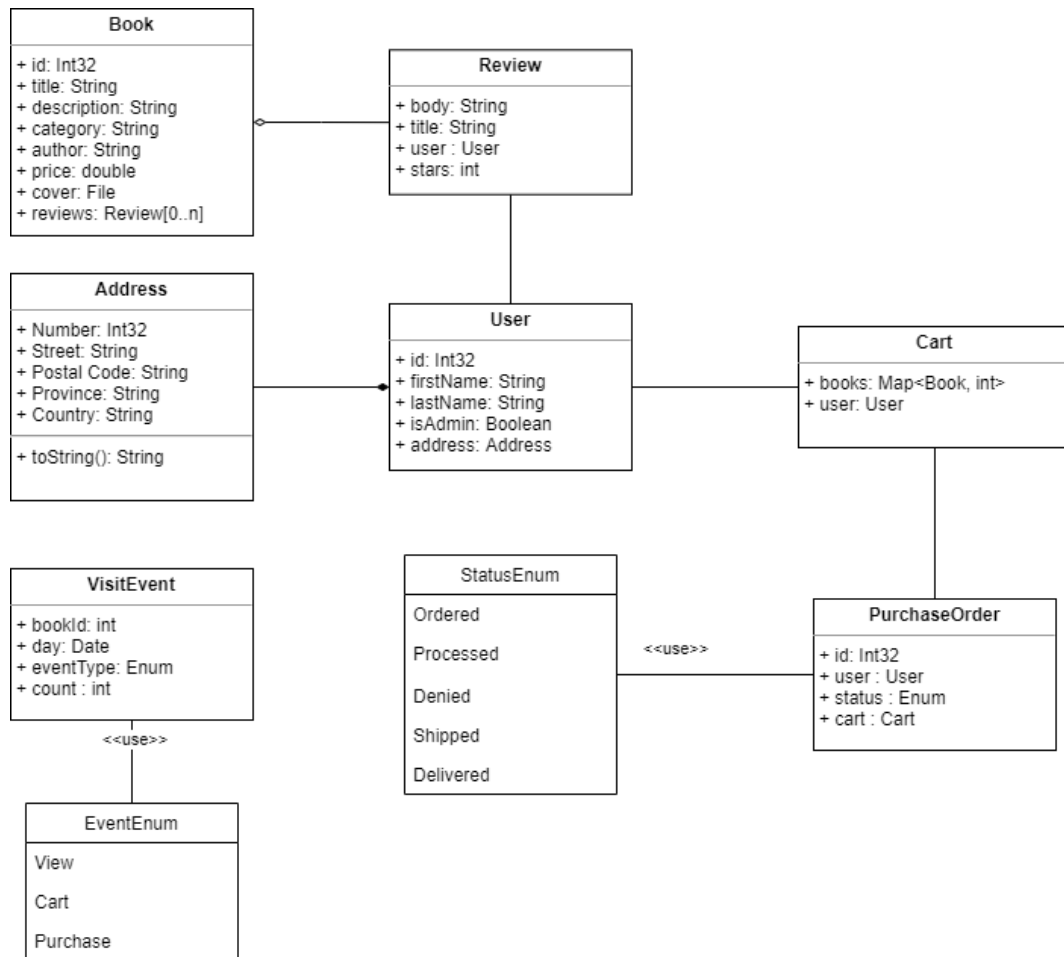 Book
+ id: Int32
+ title: String
+ description: String
+ category: String
+ author: String
+ price: double
+ cover: File
+ reviews: Review[0..n]
Review
+ body: String
+ title: String
+ user : User
+ stars: int
Address
+ Number: Int32
+ Street: String
+ Postal Code: String
+ Province: String
+ Country: String
+ toString(): String
User
+ id: Int32
+ firstName: String
+ lastName: String
+ isAdmin: Boolean
+ address: Address
Cart
+ books: Map<Book, int>
+ user: User
VisitEvent
+ bookId: int
+ day: Date
+ eventType: Enum
+ count : int
<<use>>
EventEnum
View
Cart
Purchase
StatusEnum
Ordered
Processed
Denied
Shipped
Delivered
<<use>>
PurchaseOrder
+ id: Int32
+ user : User
+ status : Enum
+ cart : Cart